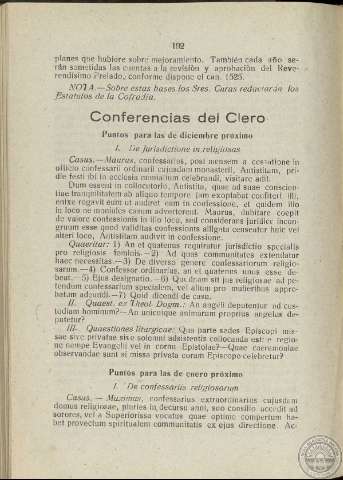 192
planes que hubiere sobre mejoramiento. También cada año se-
rán sometidas las cuentas a la revisión y aprobación del Reve-
rendísimo Prelado, conforme dispone el can. 1525.
NOTA.—Sobre estas bases los Sres. Curas redactarán los
Estatutos de la Cofradía.
Conferencias del Clero
Puntos para las de diciembre próximo
I. De jurisdictione in religiosas
Casus.—Maurus, confessarius, post mensem a cessatione in
officio confessarii ordinarii cujusdam monasterii, Antistitam, pri-
die festi ibi in ecclesia monialium celebrandi, visitare adit.
Dum essent in collocutorio, Antistita, quae ad suae conscien-
tiae tranquilitatem ab aliquo tempore jam exoptabat confiteri illi,
enixe rogavit eum ut audiret eam in confessione, et quidem illo
in loco ne moniales casum adverterent. Maurus, dubitare coepit
de valore confessionis in illo loco, sed considerans juridice incon-
gruum esse quod validitas confessionis alligata censeatur huic vel
alteri loco, Antistitam audivit in confessione.
Quaeritur: 1) An et quatenus requiratur jurisdictio specialis
pro religiosis feminis.—2) Ad quas communitates extendatur
haec necessitas.—3) De diverso genere confessariorum religio-
sarum.—4) Confessor ordinarius, an et quatenus unus esse de-
beat.—5) Ejus designatio.—6) Quodnam sit jus religiosae ad pe-
tendum confessarium specialem, vel alium pro mulieribus appro-
batum adeundi.—7) Quid dicendi de casu.
II. Quaest. ex Theol. Dogm.: An angeli deputentur ad cus-
todiam hominum?—An unicuique animarum proprius angelus de-
putetur?
III- Quaestiones liturgicae: Qua parte sedes Episcopi mis-
sae sive privatae sive solemni adsistentis collocanda est: e regio-
ne nempe Evangelii vel in cornu Epistolae?—Quae caeremoniae
observandae sunt si missa privata coram Episcopo celebretur?
Puntos para las de enero próximo
I. De confessariis religiosarum
Casus. — Maximus, confessarius extraordinarius cujusdam
domus religiosae, pluries in decursu anni, seo consilio accedit ad
sorores, vel a Superiorissa vocatus quae optime compertum ha-
bet provectum spiritualem communitatis ex ejus directione. Ac-